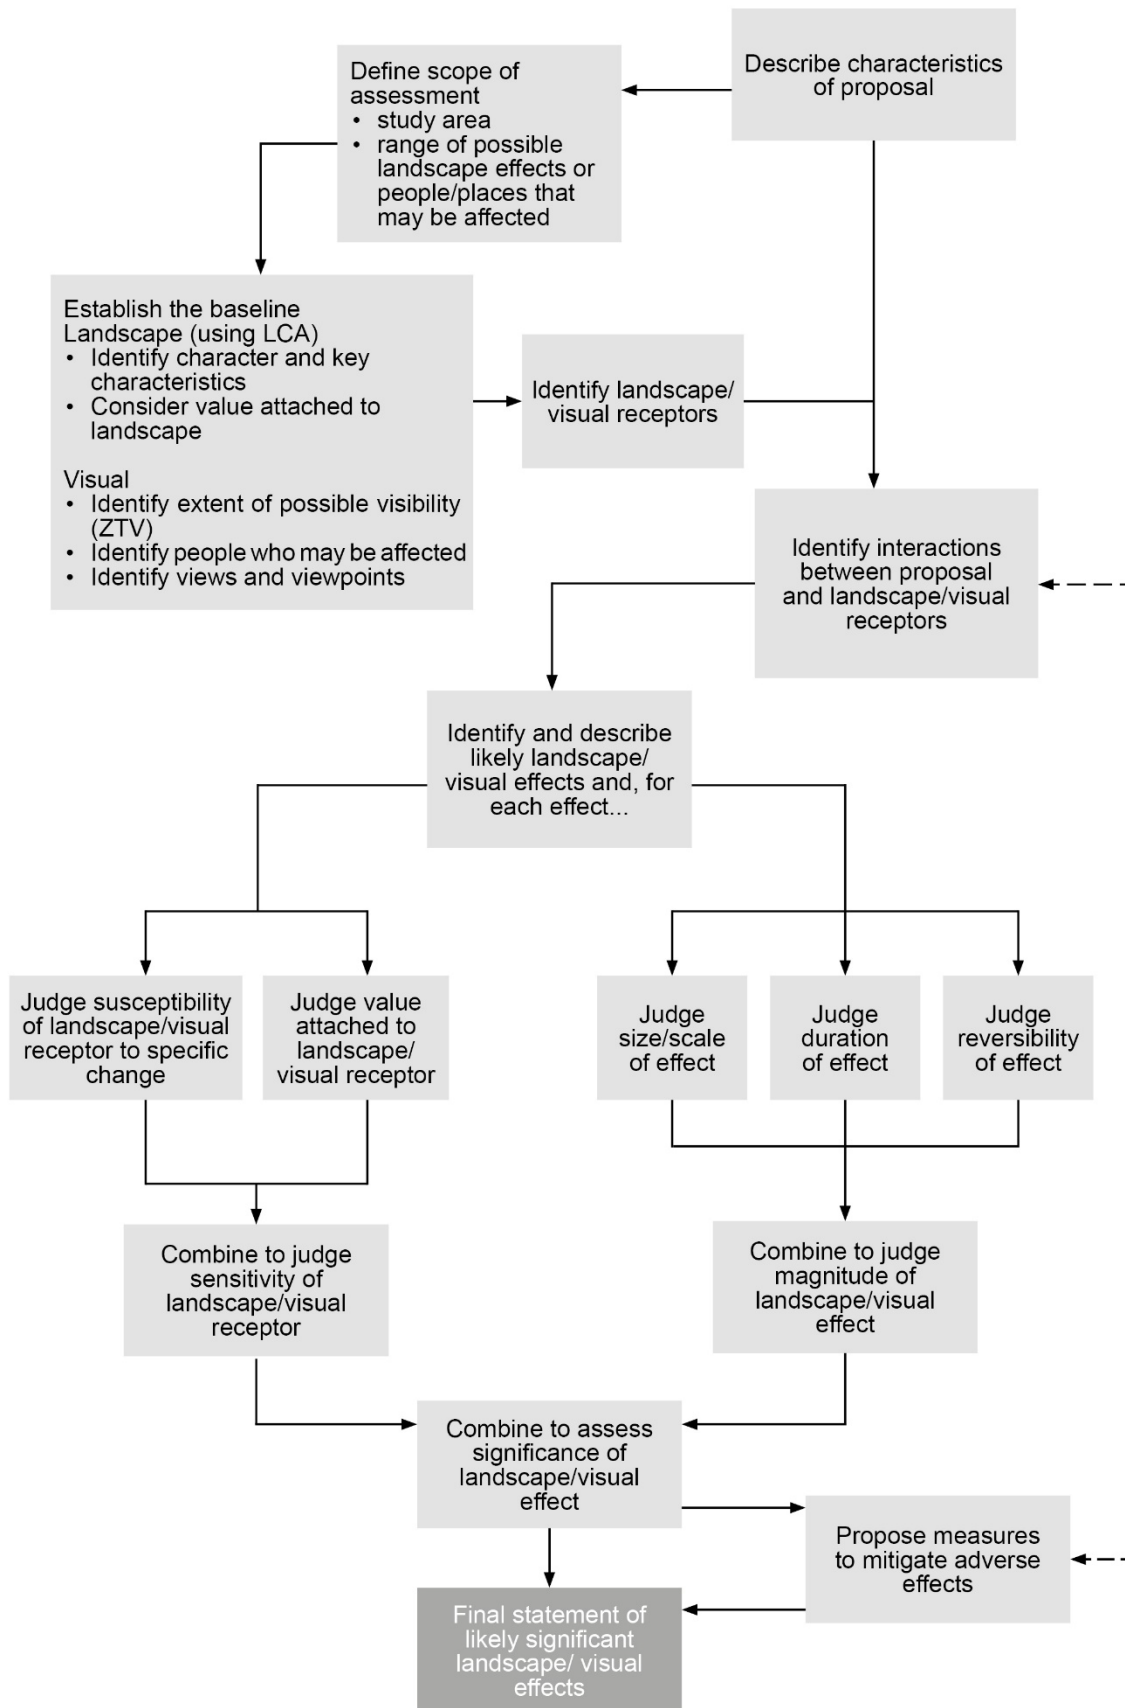 Describe characteristics
of proposal
Define scope of
assessment
• study area
• range of possible
landscape effects or
people/places that
may be affected
Establish the baseline
Landscape (using LCA)
• Identify character and key
characteristics
• Consider value attached to
landscape
Visual
• Identify extent of possible visibility
(ZTV)
• Identify people who may be affected
• Identify views and viewpoints
Identify landscape/
visual receptors
Identify interactions
between proposal
and landscape/visual
receptors
Identify and describe
likely landscape/
visual effects and, for
each effect...
Judge susceptibility
of landscape/visual
receptor to specific
change
Judge value
attached to
landscape/
visual receptor
Judge
size/scale
of effect
Judge
duration
of effect
Judge
reversibility
of effect
Combine to judge
sensitivity of
landscape/visual
receptor
Combine to judge
magnitude of
landscape/visual
effect
Combine to assess
significance of
landscape/visual
effect
Propose measures
to mitigate adverse
effects
Final statement of
likely significant
landscape/ visual
effects